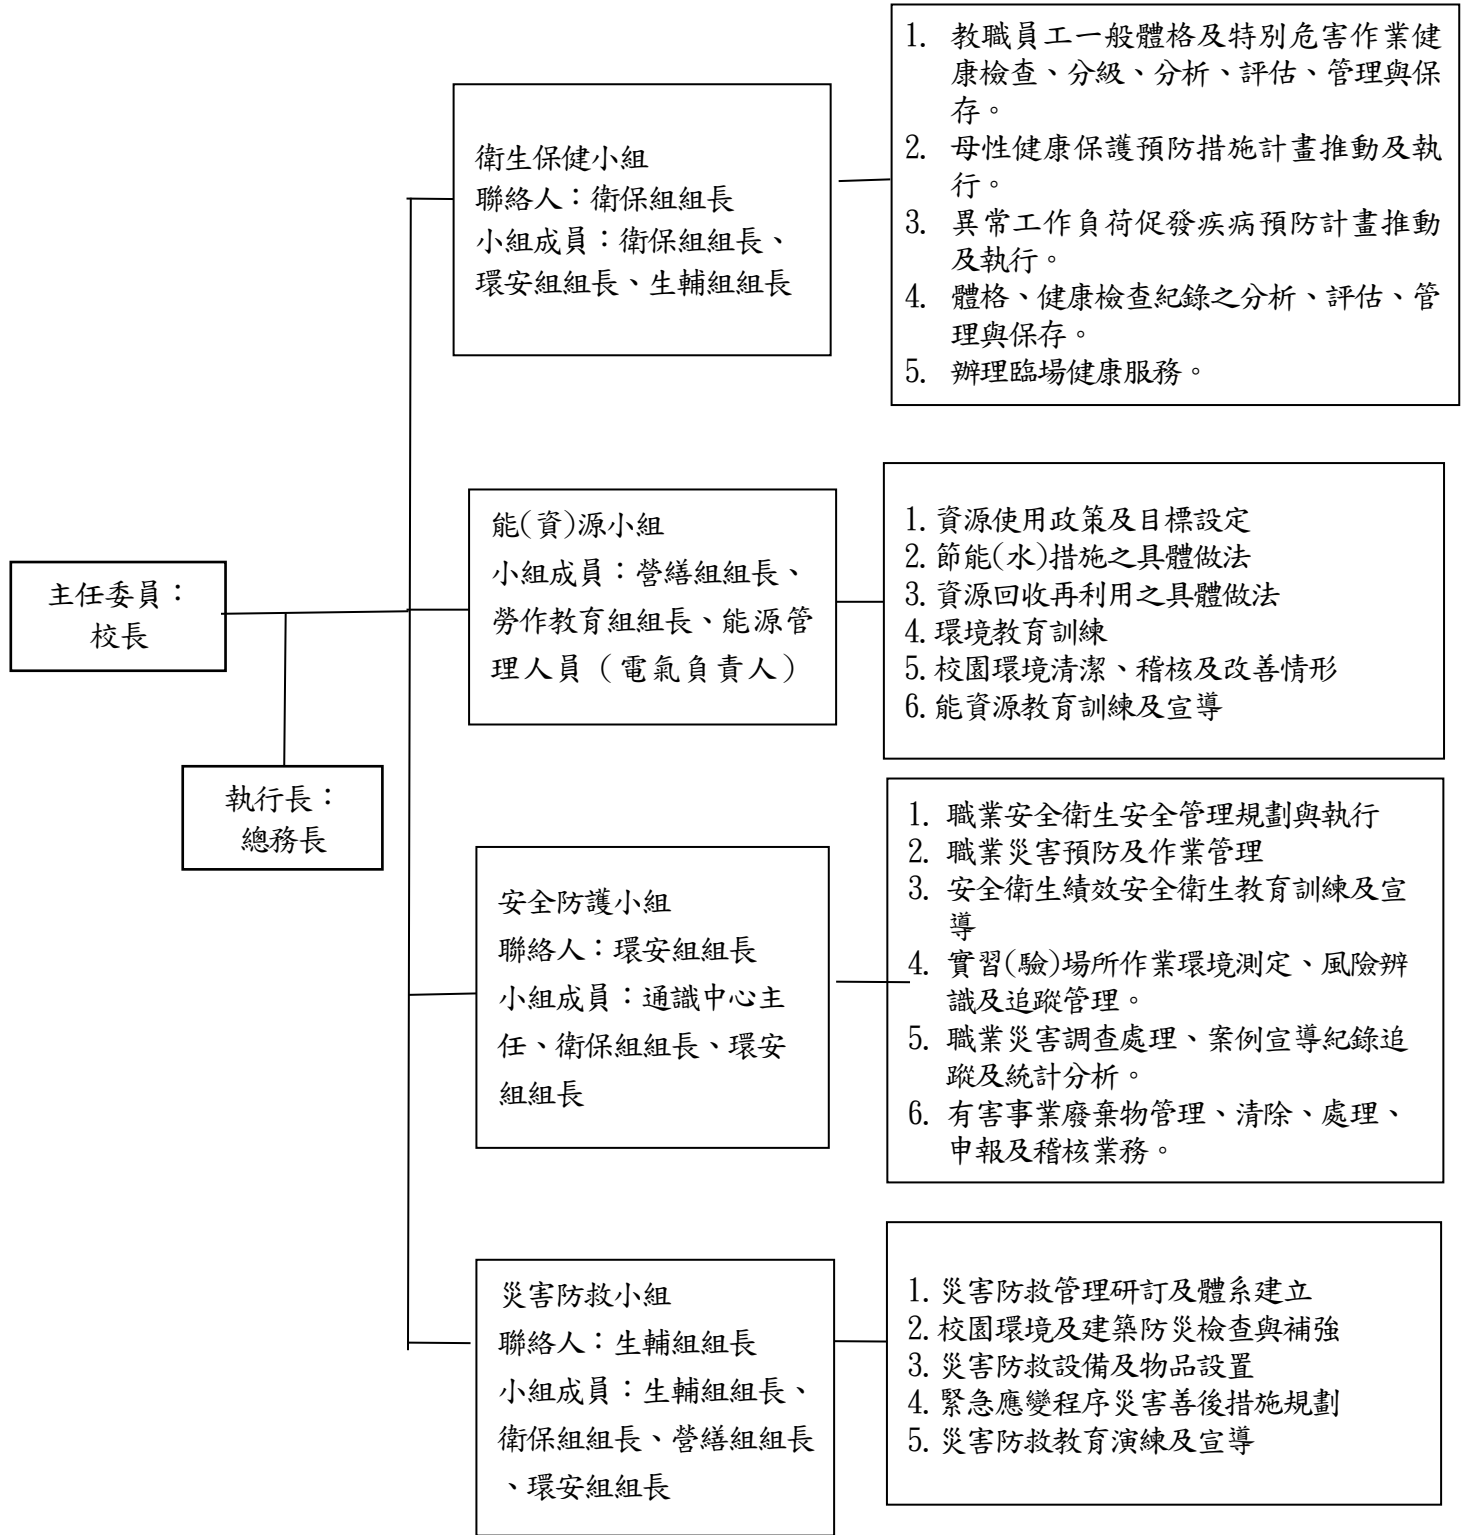 主任委員：
校長
執行長：
總務長
衛生保健小組
聯絡人：衛保組組長
小組成員：衛保組組長、
環安組組長、生輔組組長
1. 教職員工一般體格及特別危害作業健
康檢查、分級、分析、評估、管理與保
存。
2. 母性健康保護預防措施計畫推動及執
行。
3. 異常工作負荷促發疾病預防計畫推動
及執行。
4. 體格、健康檢查紀錄之分析、評估、管
理與保存。
5. 辦理臨場健康服務。
能(資)源小組
小組成員：營繕組組長、
勞作教育組組長、能源管
理人員（電氣負責人）
1.資源使用政策及目標設定
2.節能(水)措施之具體做法
3.資源回收再利用之具體做法
4.環境教育訓練
5.校園環境清潔、稽核及改善情形
6.能資源教育訓練及宣導
安全防護小組
聯絡人：環安組組長
小組成員：通識中心主
任、衛保組組長、環安
組組長
1. 職業安全衛生安全管理規劃與執行
2. 職業災害預防及作業管理
3. 安全衛生績效安全衛生教育訓練及宣
導
4. 實習(驗)場所作業環境測定、風險辨
識及追蹤管理。
5. 職業災害調查處理、案例宣導紀錄追
蹤及統計分析。
6. 有害事業廢棄物管理、清除、處理、
申報及稽核業務。
災害防救小組
聯絡人：生輔組組長
小組成員：生輔組組長、
衛保組組長、營繕組組長
、環安組組長
1.災害防救管理研訂及體系建立
2.校園環境及建築防災檢查與補強
3.災害防救設備及物品設置
4.緊急應變程序災害善後措施規劃
5.災害防救教育演練及宣導